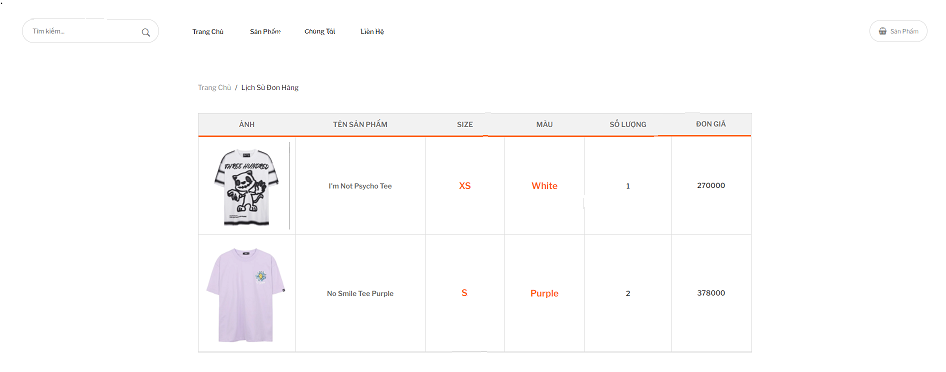 Tìm kiếm...
Trang Chủ Sản Phẩm Chúng Tôi Liên Hệ
Sản Phẩm
Trang Chủ / Lịch Sử Đơn Hàng
ẢNH TÊN SẢN PHẨM SIZE MÀU SỐ LƯỢNG ĐƠN GIÁ
THREE HUNDRED
I'm Not Psycho Tee XS White 1 270000
No Smile Tee Purple S Purple 2 378000